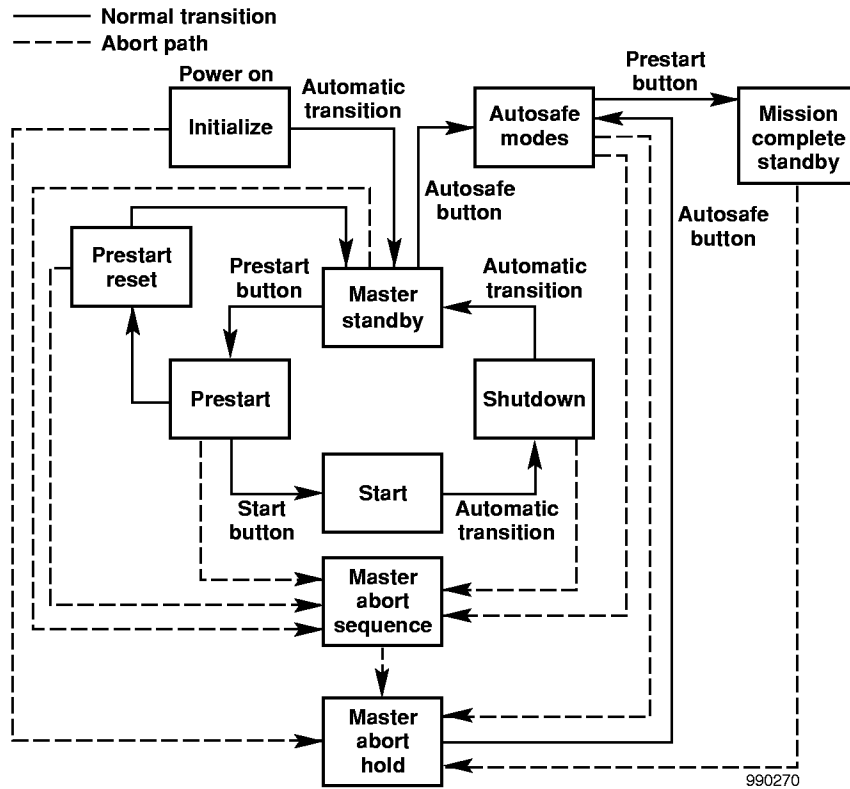 Normal transition
Abort path
Power on
Initialize
Automatic
transition
Autosafe
modes
Prestart
button
Mission
complete
standby
Autosafe
button
Autosafe
button
Prestart
reset
Prestart
button
Master
standby
Automatic
transition
Prestart
Shutdown
Start
button
Start
Automatic
transition
Master
abort
sequence
Master
abort
hold
990270